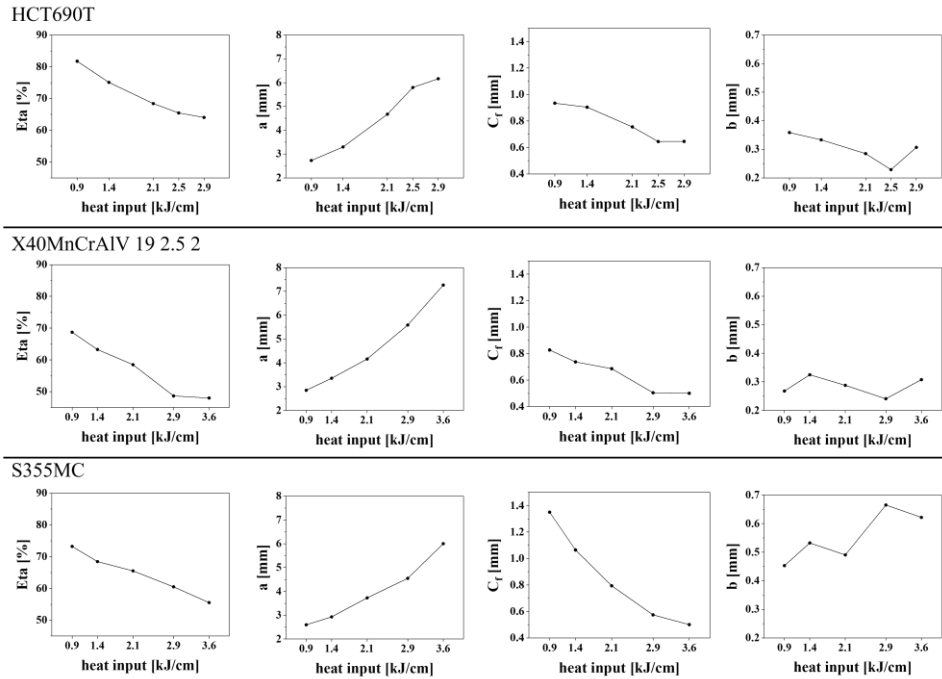 HCT690T
90
80
70
60
50
Eta [%]
0.9 1.4 2.1 2.5 2.9
heat input [kJ/cm]
8
7
6
5
4
3
2
a [mm]
0.9 1.4 2.1 2.5 2.9
heat input [kJ/cm]
1.4
1.2
1.0
0.8
0.6
0.4
Cf [mm]
0.9 1.4 2.1 2.5 2.9
heat input [kJ/cm]
0.7
0.6
0.5
0.4
0.3
0.2
b [mm]
0.9 1.4 2.1 2.5 2.9
heat input [kJ/cm]
X40MnCrAlV 19 2.5 2
90
80
70
60
50
Eta [%]
0.9 1.4 2.1 2.9 3.6
heat input [kJ/cm]
8
7
6
5
4
3
2
a [mm]
0.9 1.4 2.1 2.9 3.6
heat input [kJ/cm]
1.4
1.2
1.0
0.8
0.6
0.4
Cf [mm]
0.9 1.4 2.1 2.9 3.6
heat input [kJ/cm]
0.7
0.6
0.5
0.4
0.3
0.2
b [mm]
0.9 1.4 2.1 2.9 3.6
heat input [kJ/cm]
S355MC
90
80
70
60
50
Eta [%]
0.9 1.4 2.1 2.9 3.6
heat input [kJ/cm]
8
7
6
5
4
3
2
a [mm]
0.9 1.4 2.1 2.9 3.6
heat input [kJ/cm]
1.4
1.2
1.0
0.8
0.6
0.4
Cf [mm]
0.9 1.4 2.1 2.9 3.6
heat input [kJ/cm]
0.7
0.6
0.5
0.4
0.3
0.2
b [mm]
0.9 1.4 2.1 2.9 3.6
heat input [kJ/cm]